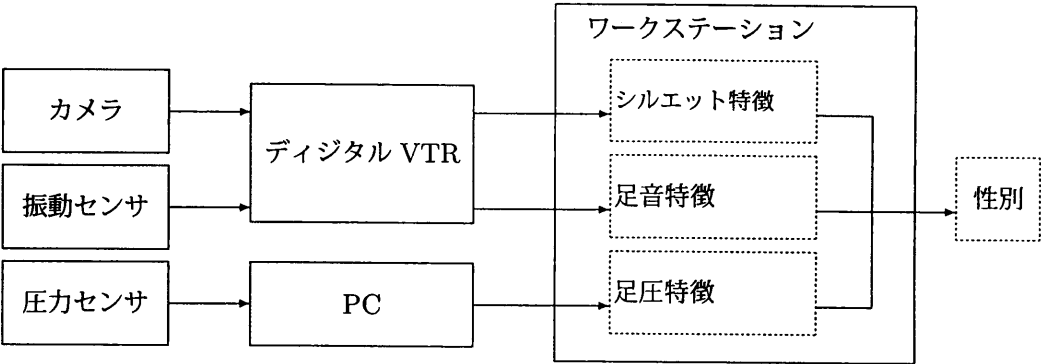 ワークステーション
カメラ
ディジタル VTR
シルエット特徴
振動センサ
足音特徴
性別
圧力センサ
PC
足圧特徴